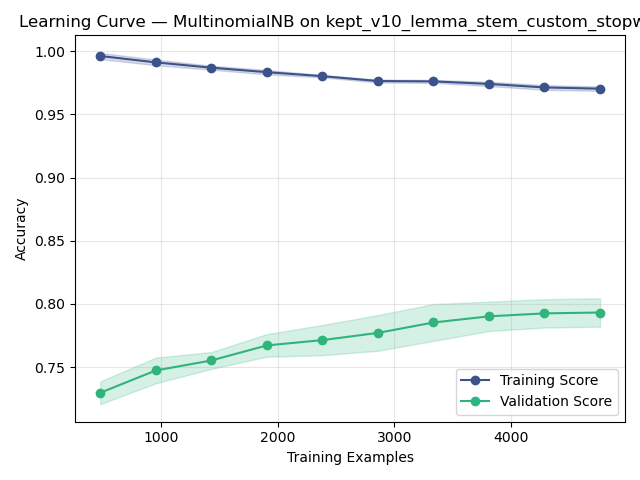 Learning Curve — MultinomialNB on kept_v10_lemma_stem_custom_stopw
1.00
0.95
0.90
0.85
0.80
0.75
Accuracy
Training Score
Validation Score
1000
2000
3000
4000
Training Examples